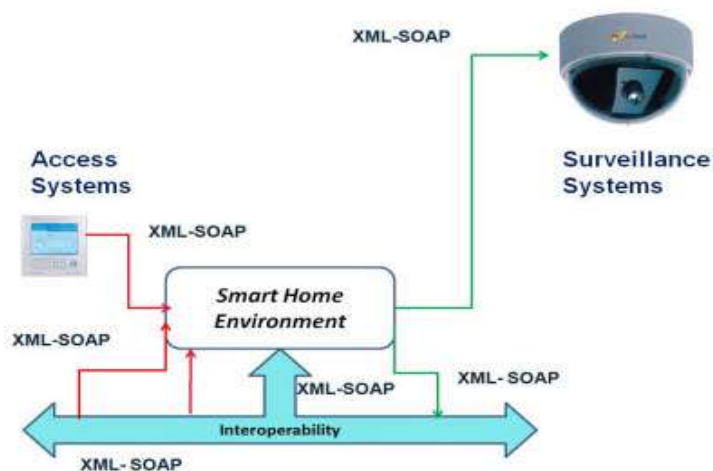 XML-SOAP
Access
Systems
Surveillance
Systems
XML-SOAP
Smart Home
Environment
XML-SOAP
XML-SOAP
XML- SOAP
Interoperability
XML- SOAP